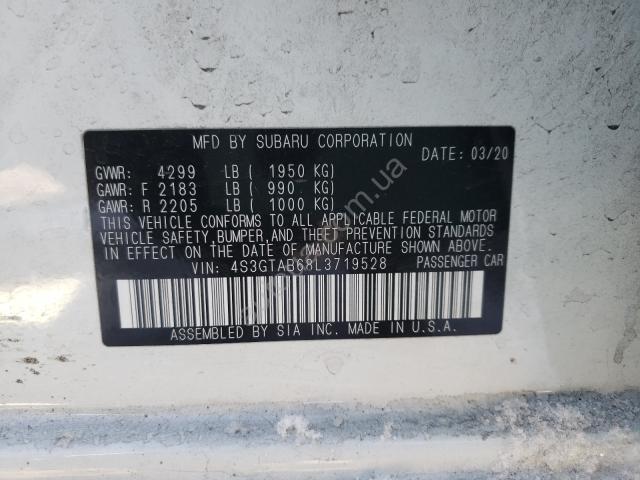 MFD BY SUBARU CORPORATION
DATE: 03/20
GVWR: 4299 LB ( 1950 KG)
GAWR: F 2183 LB ( 990 KG)
GAWR: R 2205 LB ( 1000 KG)
THIS VEHICLE CONFORMS TO ALL APPLICABLE FEDERAL MOTOR
VEHICLE SAFETY, BUMPER, AND THEFT PREVENTION STANDARDS
IN EFFECT ON THE DATE OF MANUFACTURE SHOWN ABOVE.
VIN: 4S3GTAB68L3719528 PASSENGER CAR
ASSEMBLED BY SIA INC. MADE IN U.S.A.